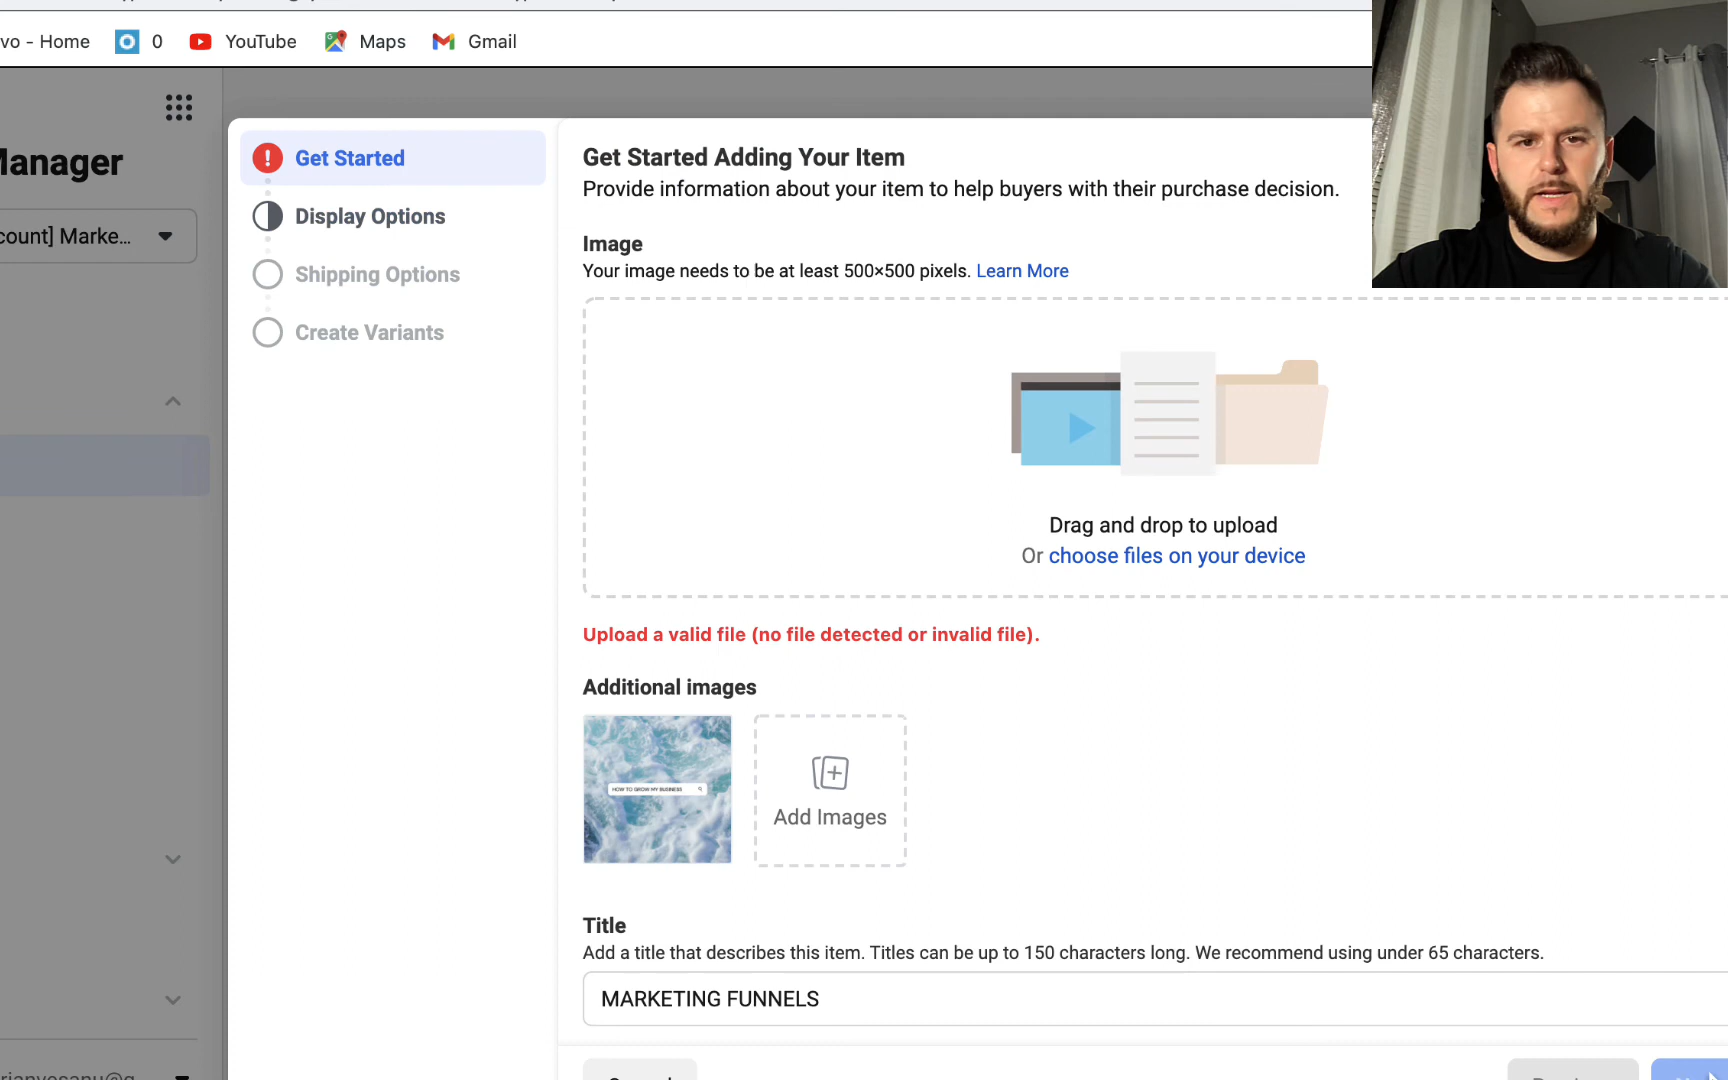 vo - Home
0
YouTube
Maps
Gmail
Manager
count] Marke...
Get Started
Display Options
Shipping Options
Create Variants
Get Started Adding Your Item
Provide information about your item to help buyers with their purchase decision.
Image
Your image needs to be at least 500×500 pixels. Learn More
Drag and drop to upload
Or choose files on your device
Upload a valid file (no file detected or invalid file).
Additional images
HOW TO GROW MY BUSINESS
Add Images
Title
Add a title that describes this item. Titles can be up to 150 characters long. We recommend using under 65 characters.
MARKETING FUNNELS